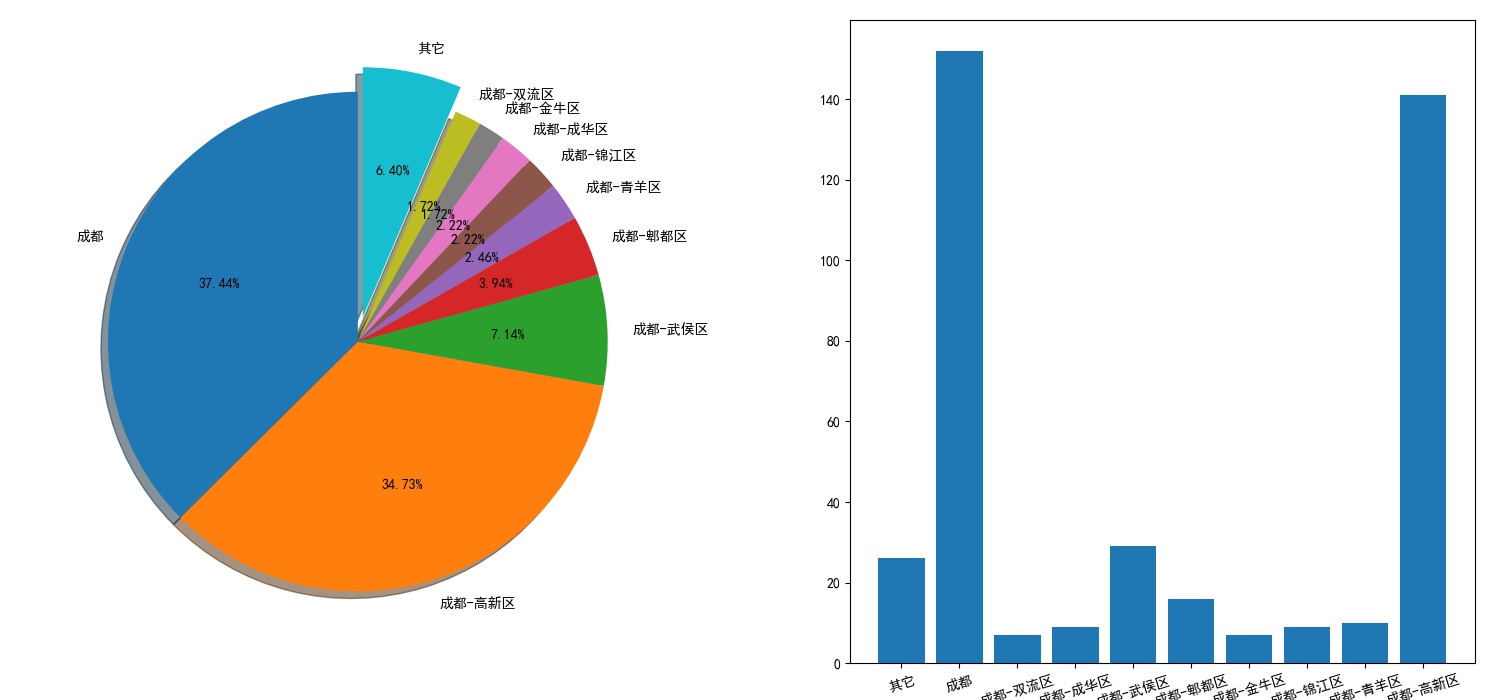 其它
成都-双流区
成都-金牛区
成都-成华区
成都-锦江区
成都-青羊区
成都-郫都区
成都-武侯区
成都-高新区
成都
6.40%
1.72%
1.72%
2.22%
2.22%
2.46%
3.94%
7.14%
34.73%
37.44%
140
120
100
80
60
40
20
0
其它
成都
成都-双流区
成都-成华区
成都-武侯区
成都-郫都区
成都-金牛区
成都-锦江区
成都-青羊区
成都-高新区